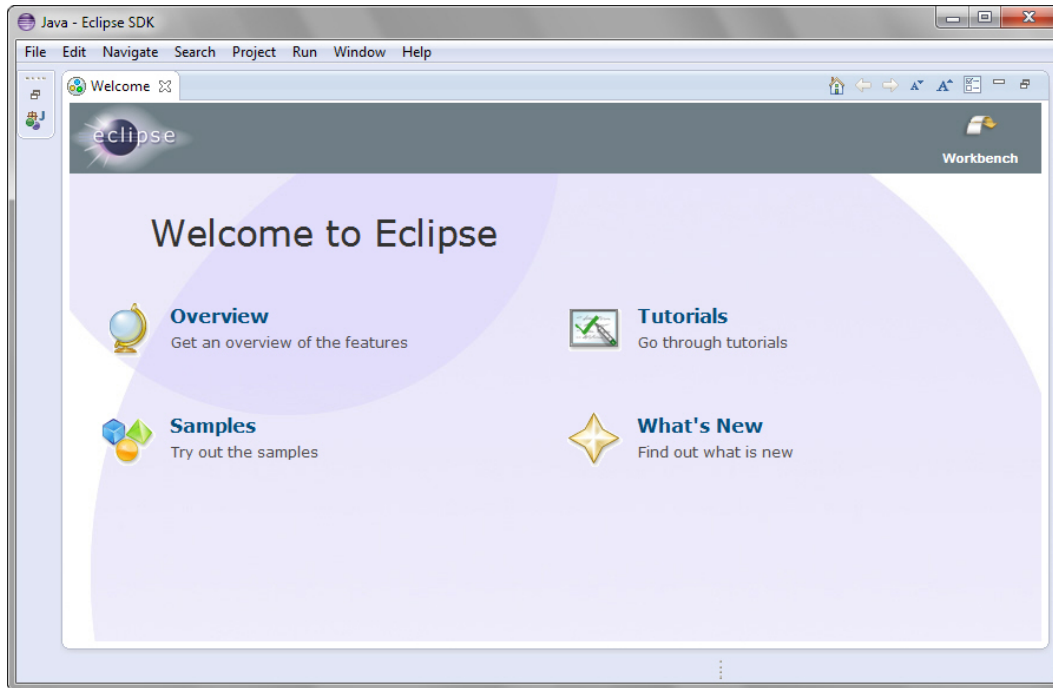 Java - Eclipse SDK
File Edit Navigate Search Project Run Window Help
Welcome
J
A A
eclipse
Workbench
Welcome to Eclipse
Overview
Get an overview of the features
Tutorials
Go through tutorials
Samples
Try out the samples
What's New
Find out what is new